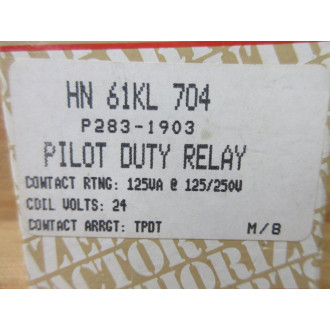 HN 61KL 704
P283-1903
PILOT DUTY RELAY
CONTACT RTNG: 125VA @ 125/250V
COIL VOLTS: 24
CONTACT ARRGT: TPDT M/8
FACTORY